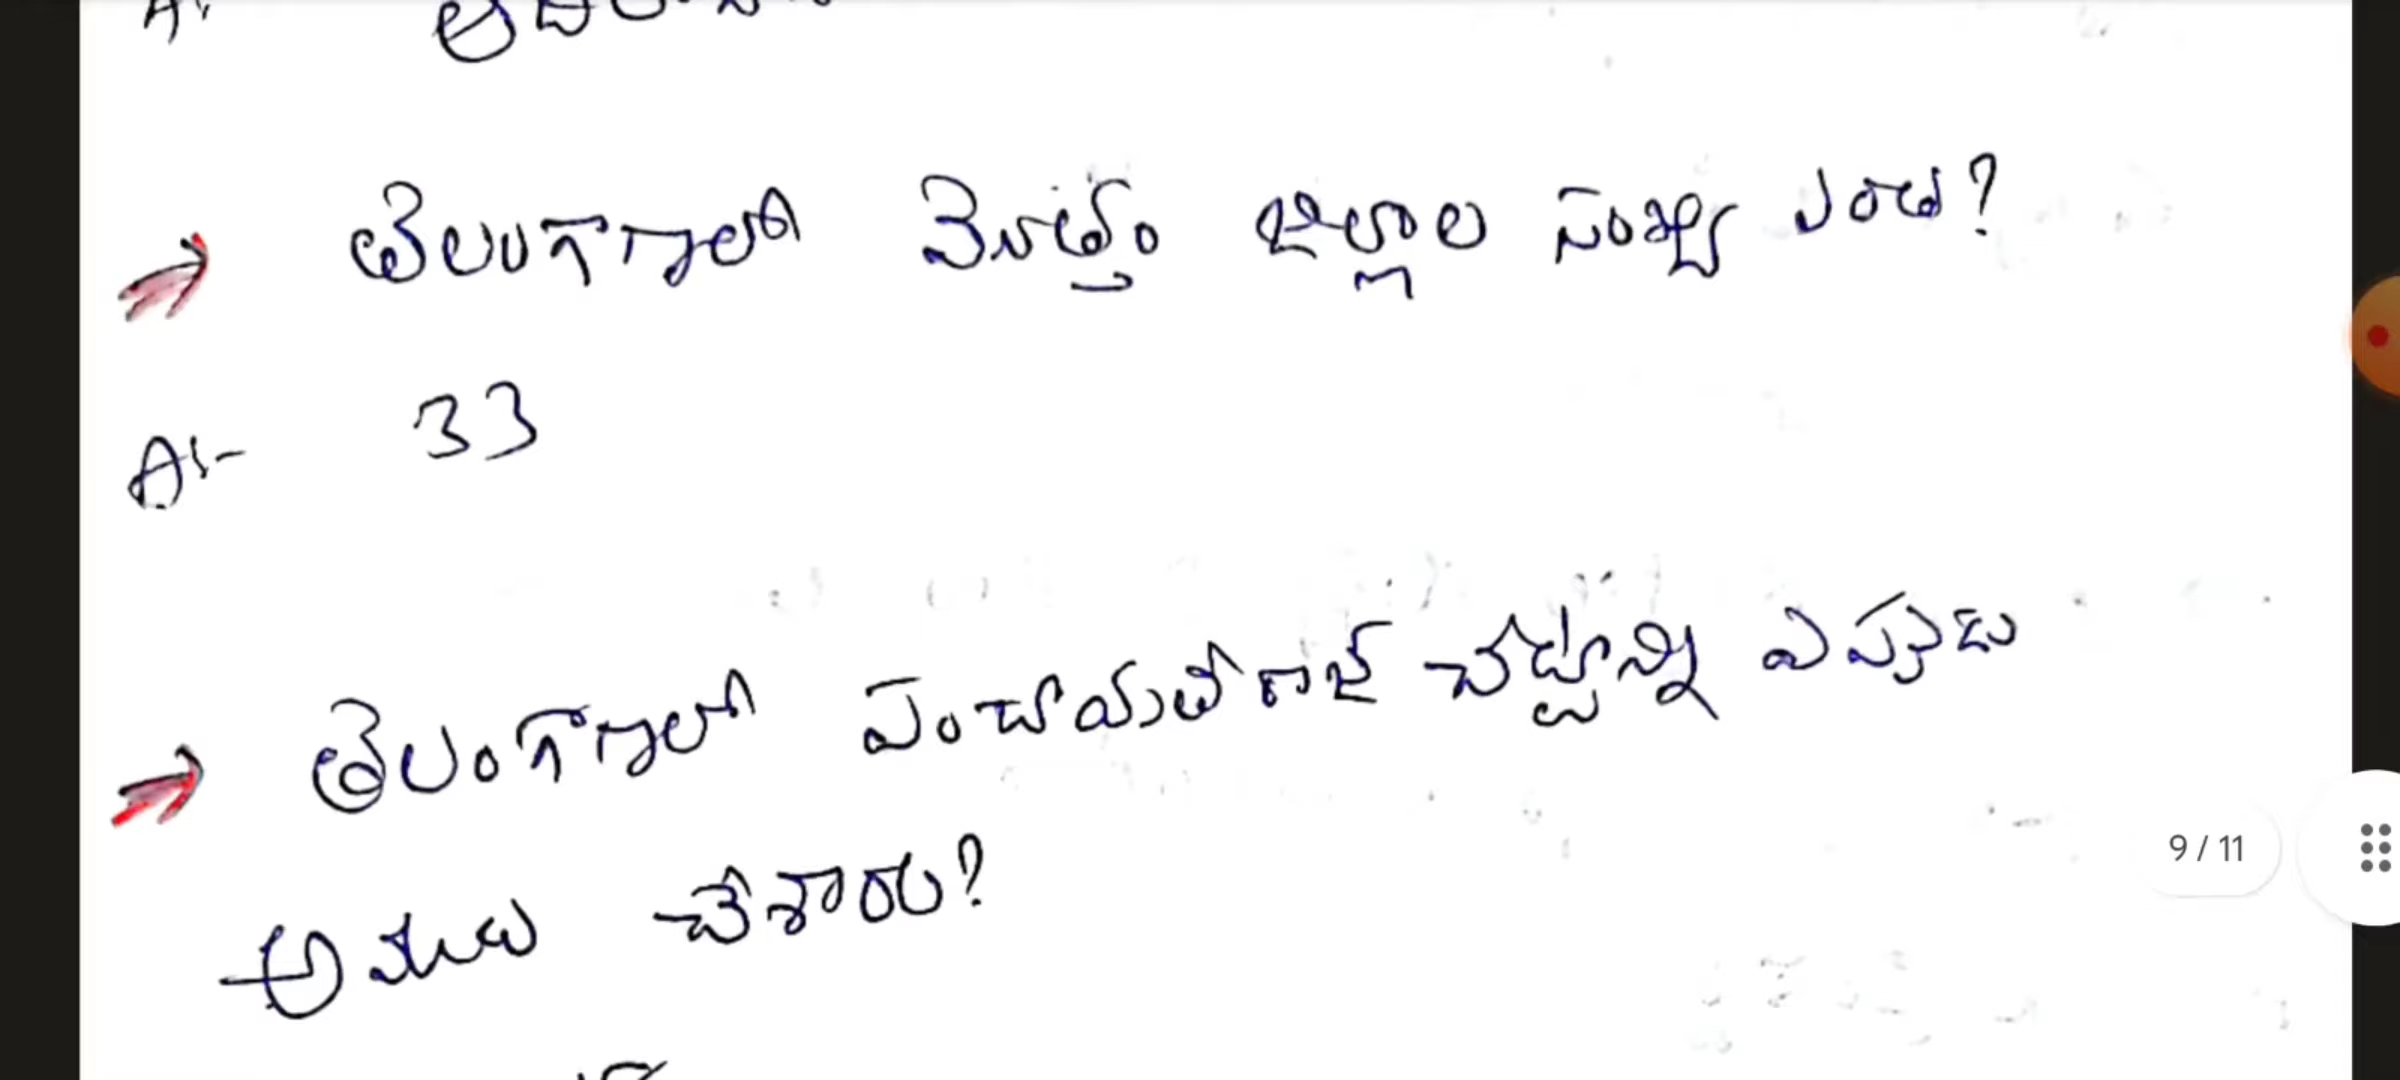 A:
→ తెలంగాణలో మొత్తం జిల్లాల సంఖ్య ఎంత?
A:- 33
→ తెలంగాణలో పంచాయతీరాజ్ చట్టాన్ని ఎప్పుడు
అమలు చేశారు?
9 / 11